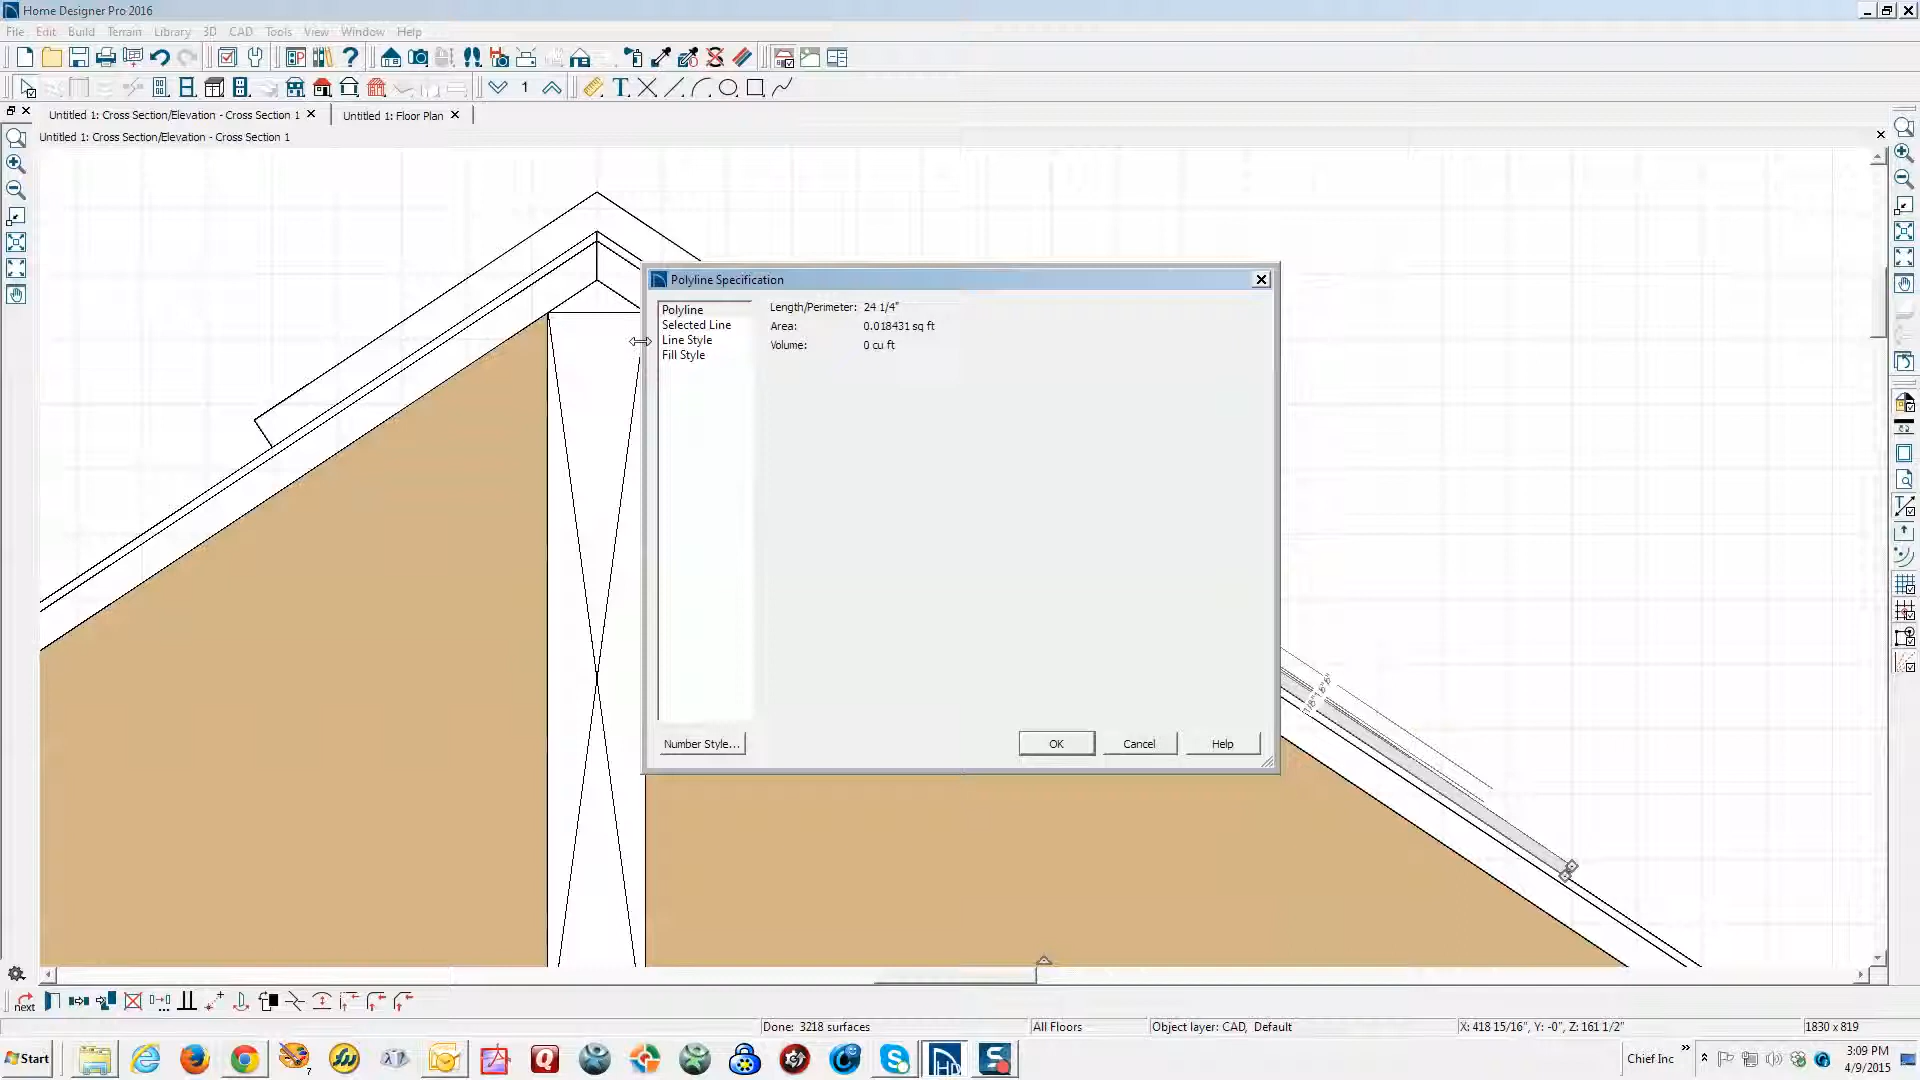 Home Designer Pro 2016
File Edit Build Terrain Library 3D CAD Tools View Window Help
1
Untitled 1: Cross Section/Elevation - Cross Section 1 Untitled 1: Floor Plan
Untitled 1: Cross Section/Elevation - Cross Section 1
Polyline Specification
Polyline
Selected Line
Line Style
Fill Style
Length/Perimeter: 24 1/4"
Area: 0.018431 sq ft
Volume: 0 cu ft
Number Style... OK Cancel Help
next
Done: 3218 surfaces All Floors Object layer: CAD, Default X: 418 15/16", Y: -0", Z: 161 1/2" 1830 x 819
Start Chief Inc 3:09 PM
4/9/2015